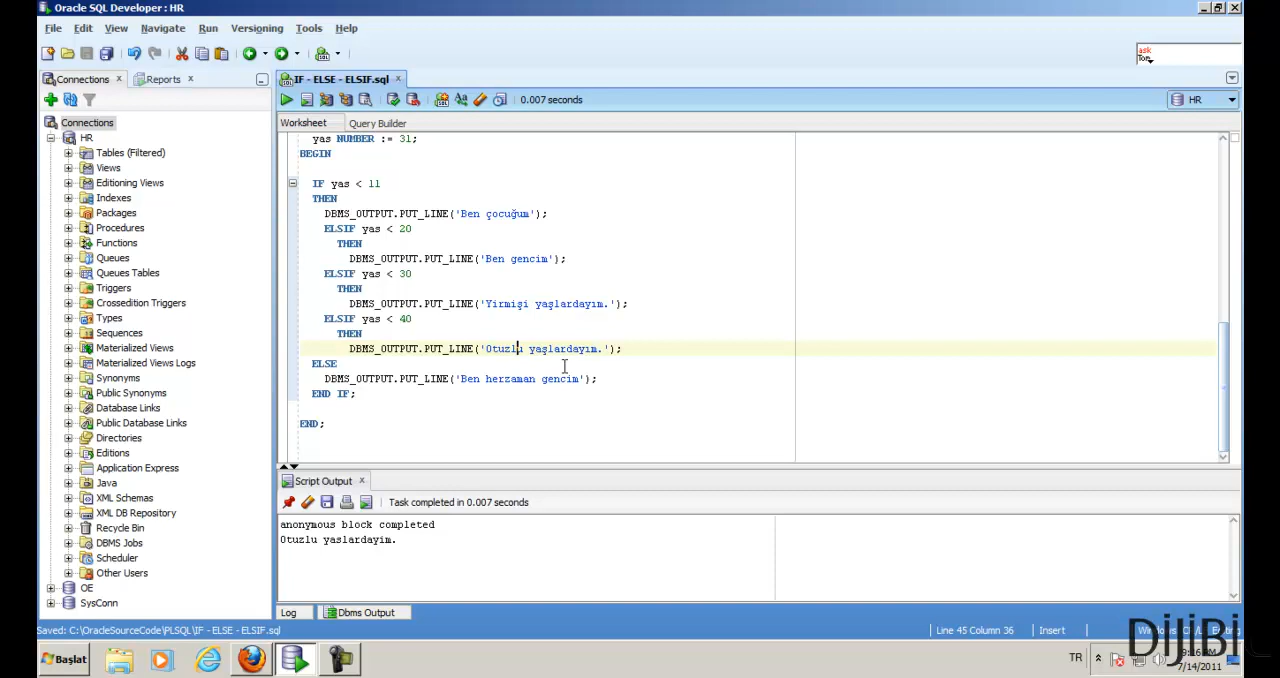 Oracle SQL Developer : HR
File Edit View Navigate Run Versioning Tools Help
ask
Tom
Connections Reports
IF - ELSE - ELSIF.sql
0.007 seconds
HR
Worksheet Query Builder
Connections
HR
Tables (Filtered)
Views
Editioning Views
Indexes
Packages
Procedures
Functions
Queues
Queues Tables
Triggers
Crossedition Triggers
Types
Sequences
Materialized Views
Materialized Views Logs
Synonyms
Public Synonyms
Database Links
Public Database Links
Directories
Editions
Application Express
Java
XML Schemas
XML DB Repository
Recycle Bin
DBMS Jobs
Scheduler
Other Users
OE
SysConn
yas NUMBER := 31;
BEGIN
IF yas < 11
THEN
DBMS_OUTPUT.PUT_LINE('Ben çocuğum');
ELSIF yas < 20
THEN
DBMS_OUTPUT.PUT_LINE('Ben gencim');
ELSIF yas < 30
THEN
DBMS_OUTPUT.PUT_LINE('Yirmişi yaşlardayım.');
ELSIF yas < 40
THEN
DBMS_OUTPUT.PUT_LINE('Otuzlu yaşlardayım.');
ELSE
DBMS_OUTPUT.PUT_LINE('Ben herzaman gencim');
END IF;
END;
Script Output
Task completed in 0.007 seconds
anonymous block completed
Otuzlu yaslardayim.
Log Dbms Output
Saved: C:\OracleSourceCode\PLSQL\IF - ELSE - ELSIF.sql
Line 45 Column 36 Insert
DijiBi
Başlat
TR
7/14/2011